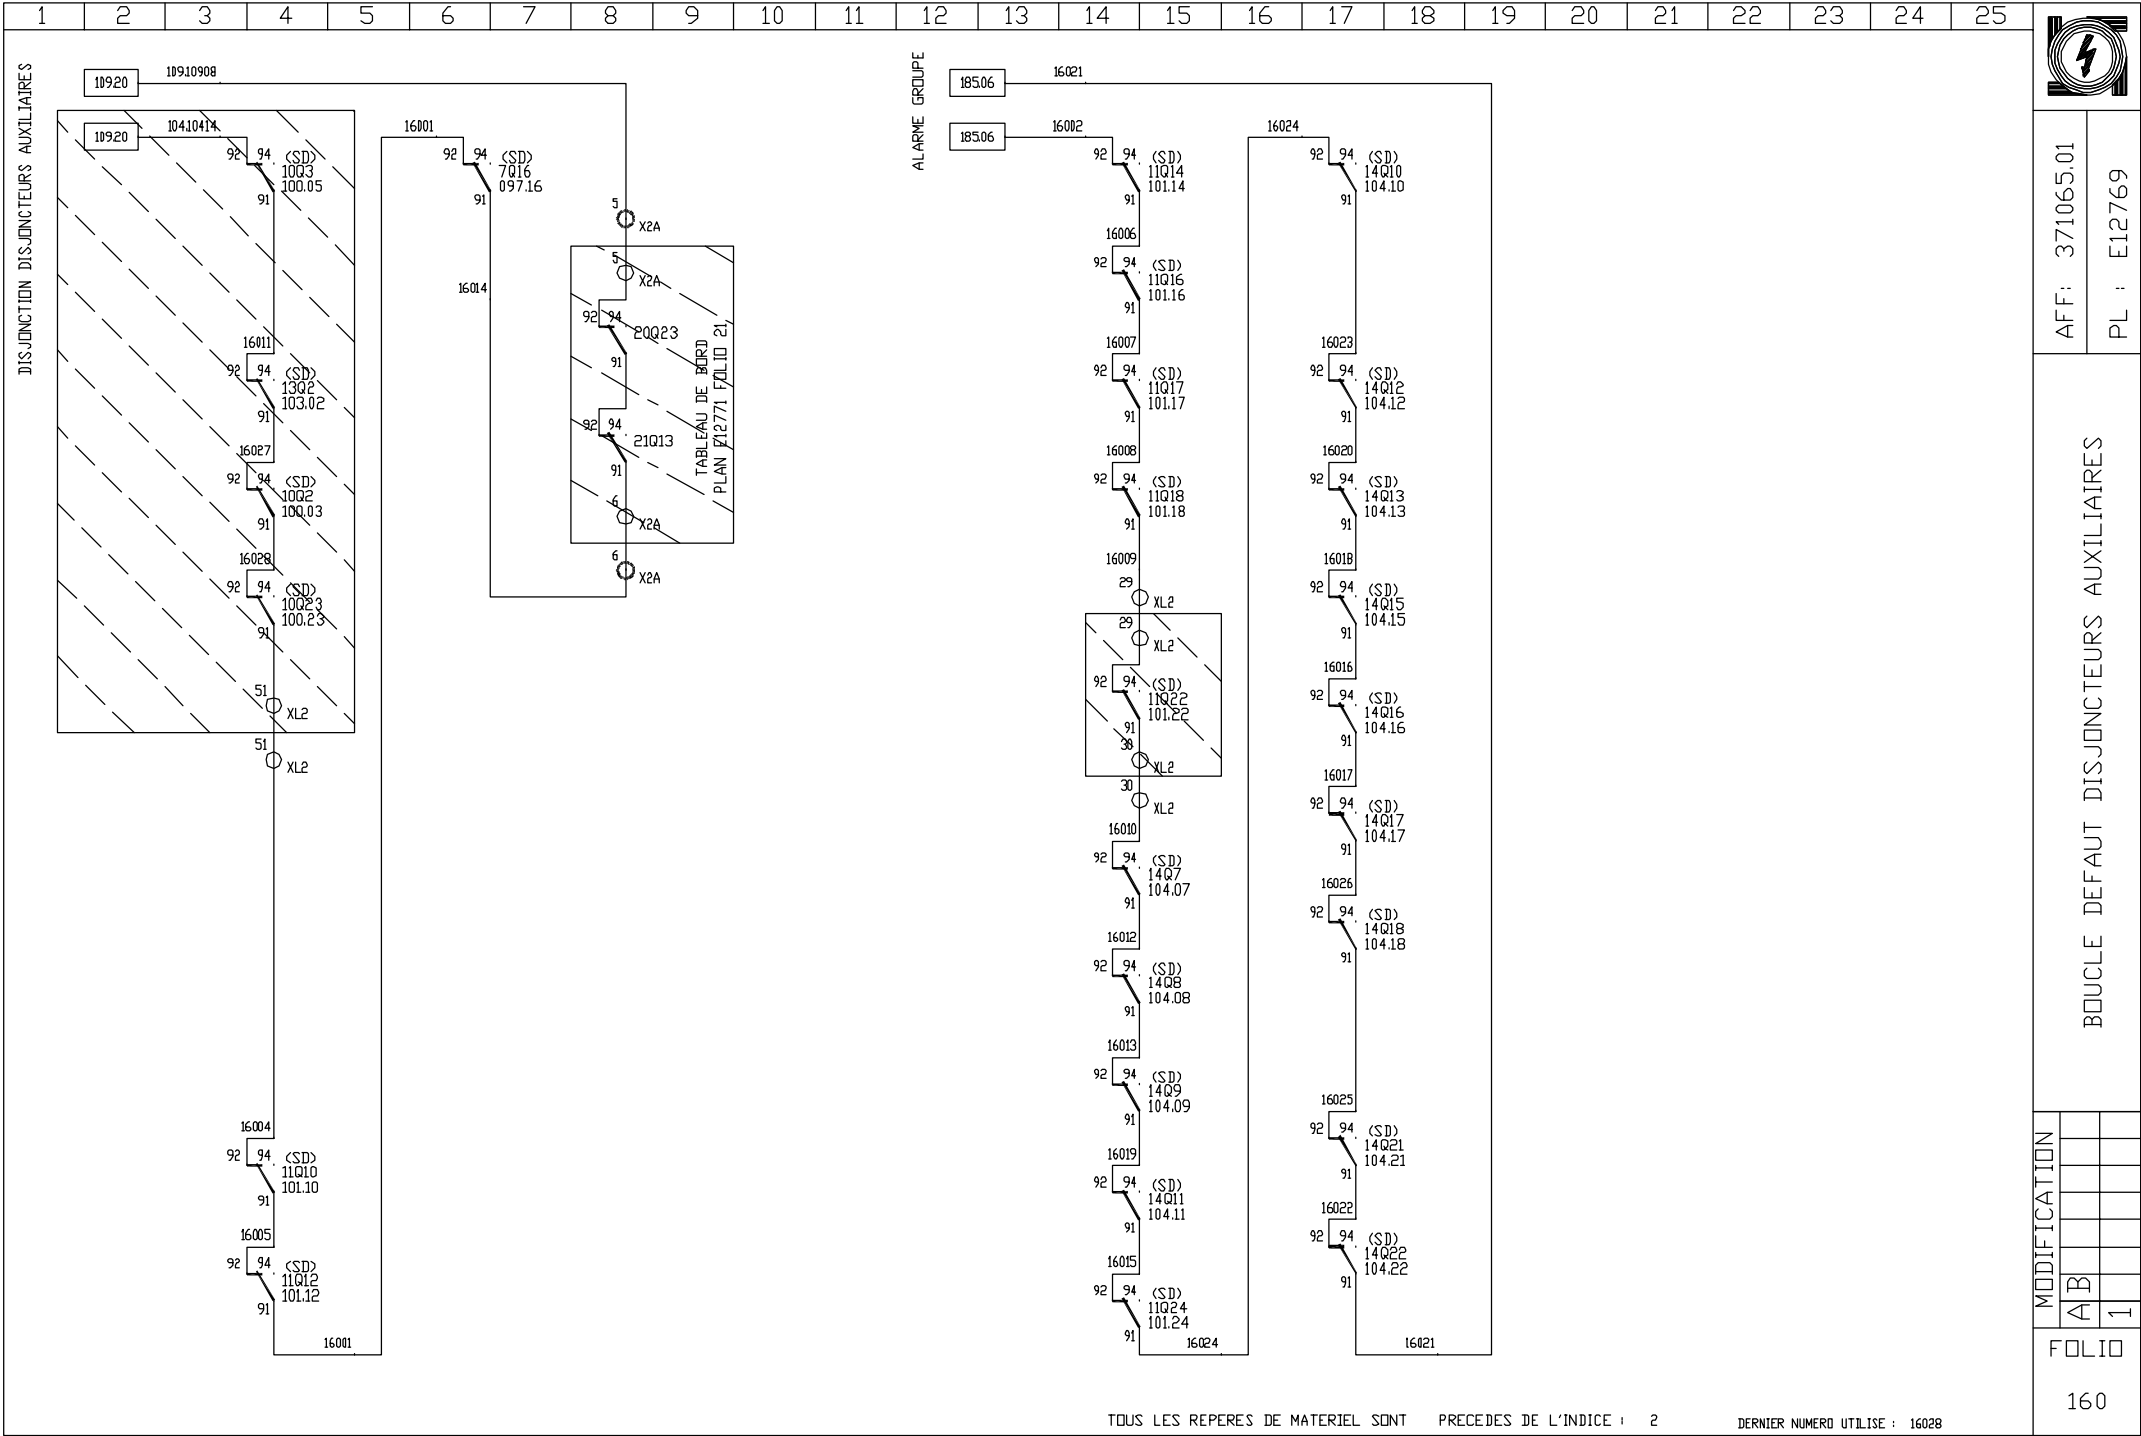 1 2 3 4 5 6 7 8 9 10 11 12 13 14 15 16 17 18 19 20 21 22 23 24 25
DISJONCTION DISJONCTEURS AUXILIAIRES
109.20
109.10908
109.20
104.10414
92 94 (SD)
10Q3
100.05
91
16011
92 94 (SD)
13Q2
103.02
91
16027
92 94 (SD)
10Q2
100.03
91
16028
92 94 (SD)
10Q23
100.23
91
51
XL2
51
XL2
16004
92 94 (SD)
11Q10
101.10
91
16005
92 94 (SD)
11Q12
101.12
91
16001
16001
92 94 (SD)
7Q16
097.16
91
16014
5
X2A
5
X2A
92 94
20Q23
91
92 94
21Q13
91
6
X2A
6
X2A
TABLEAU DE BORD
PLAN E12771 FOLIO 21
ALARME GROUPE
185.06
16021
185.06
16002
92 94 (SD)
11Q14
101.14
91
16006
92 94 (SD)
11Q16
101.16
91
16007
92 94 (SD)
11Q17
101.17
91
16008
92 94 (SD)
11Q18
101.18
91
16009
29
XL2
29
XL2
92 94 (SD)
11Q22
101.22
91
30
XL2
30
XL2
16010
92 94 (SD)
14Q7
104.07
91
16012
92 94 (SD)
14Q8
104.08
91
16013
92 94 (SD)
14Q9
104.09
91
16019
92 94 (SD)
14Q11
104.11
91
16015
92 94 (SD)
11Q24
101.24
91
16024
16024
92 94 (SD)
14Q10
104.10
91
16023
92 94 (SD)
14Q12
104.12
91
16020
92 94 (SD)
14Q13
104.13
91
16018
92 94 (SD)
14Q15
104.15
91
16016
92 94 (SD)
14Q16
104.16
91
16017
92 94 (SD)
14Q17
104.17
91
16026
92 94 (SD)
14Q18
104.18
91
16025
92 94 (SD)
14Q21
104.21
91
16022
92 94 (SD)
14Q22
104.22
91
16021
TOUS LES REPERES DE MATERIEL SONT PRECEDES DE L'INDICE : 2
DERNIER NUMERO UTILISE : 16028
AFF: 371065.01
PL : E12769
BOUCLE DEFAUT DISJONCTEURS AUXILIAIRES
MODIFICATION
A B
1
FOLIO
160